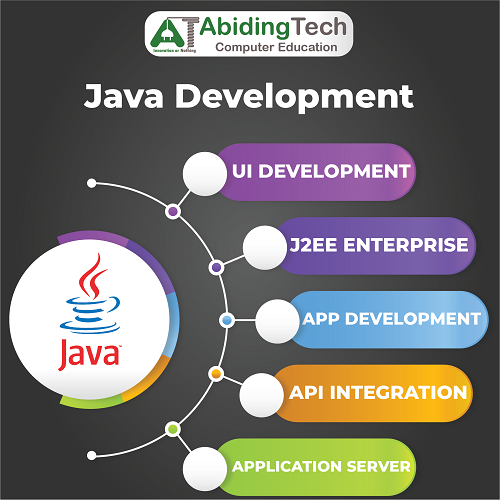 AT AbidingTech
Innovation or Nothing
Computer Education
Java Development
UI DEVELOPMENT
J2EE ENTERPRISE
APP DEVELOPMENT
API INTEGRATION
APPLICATION SERVER
Java™